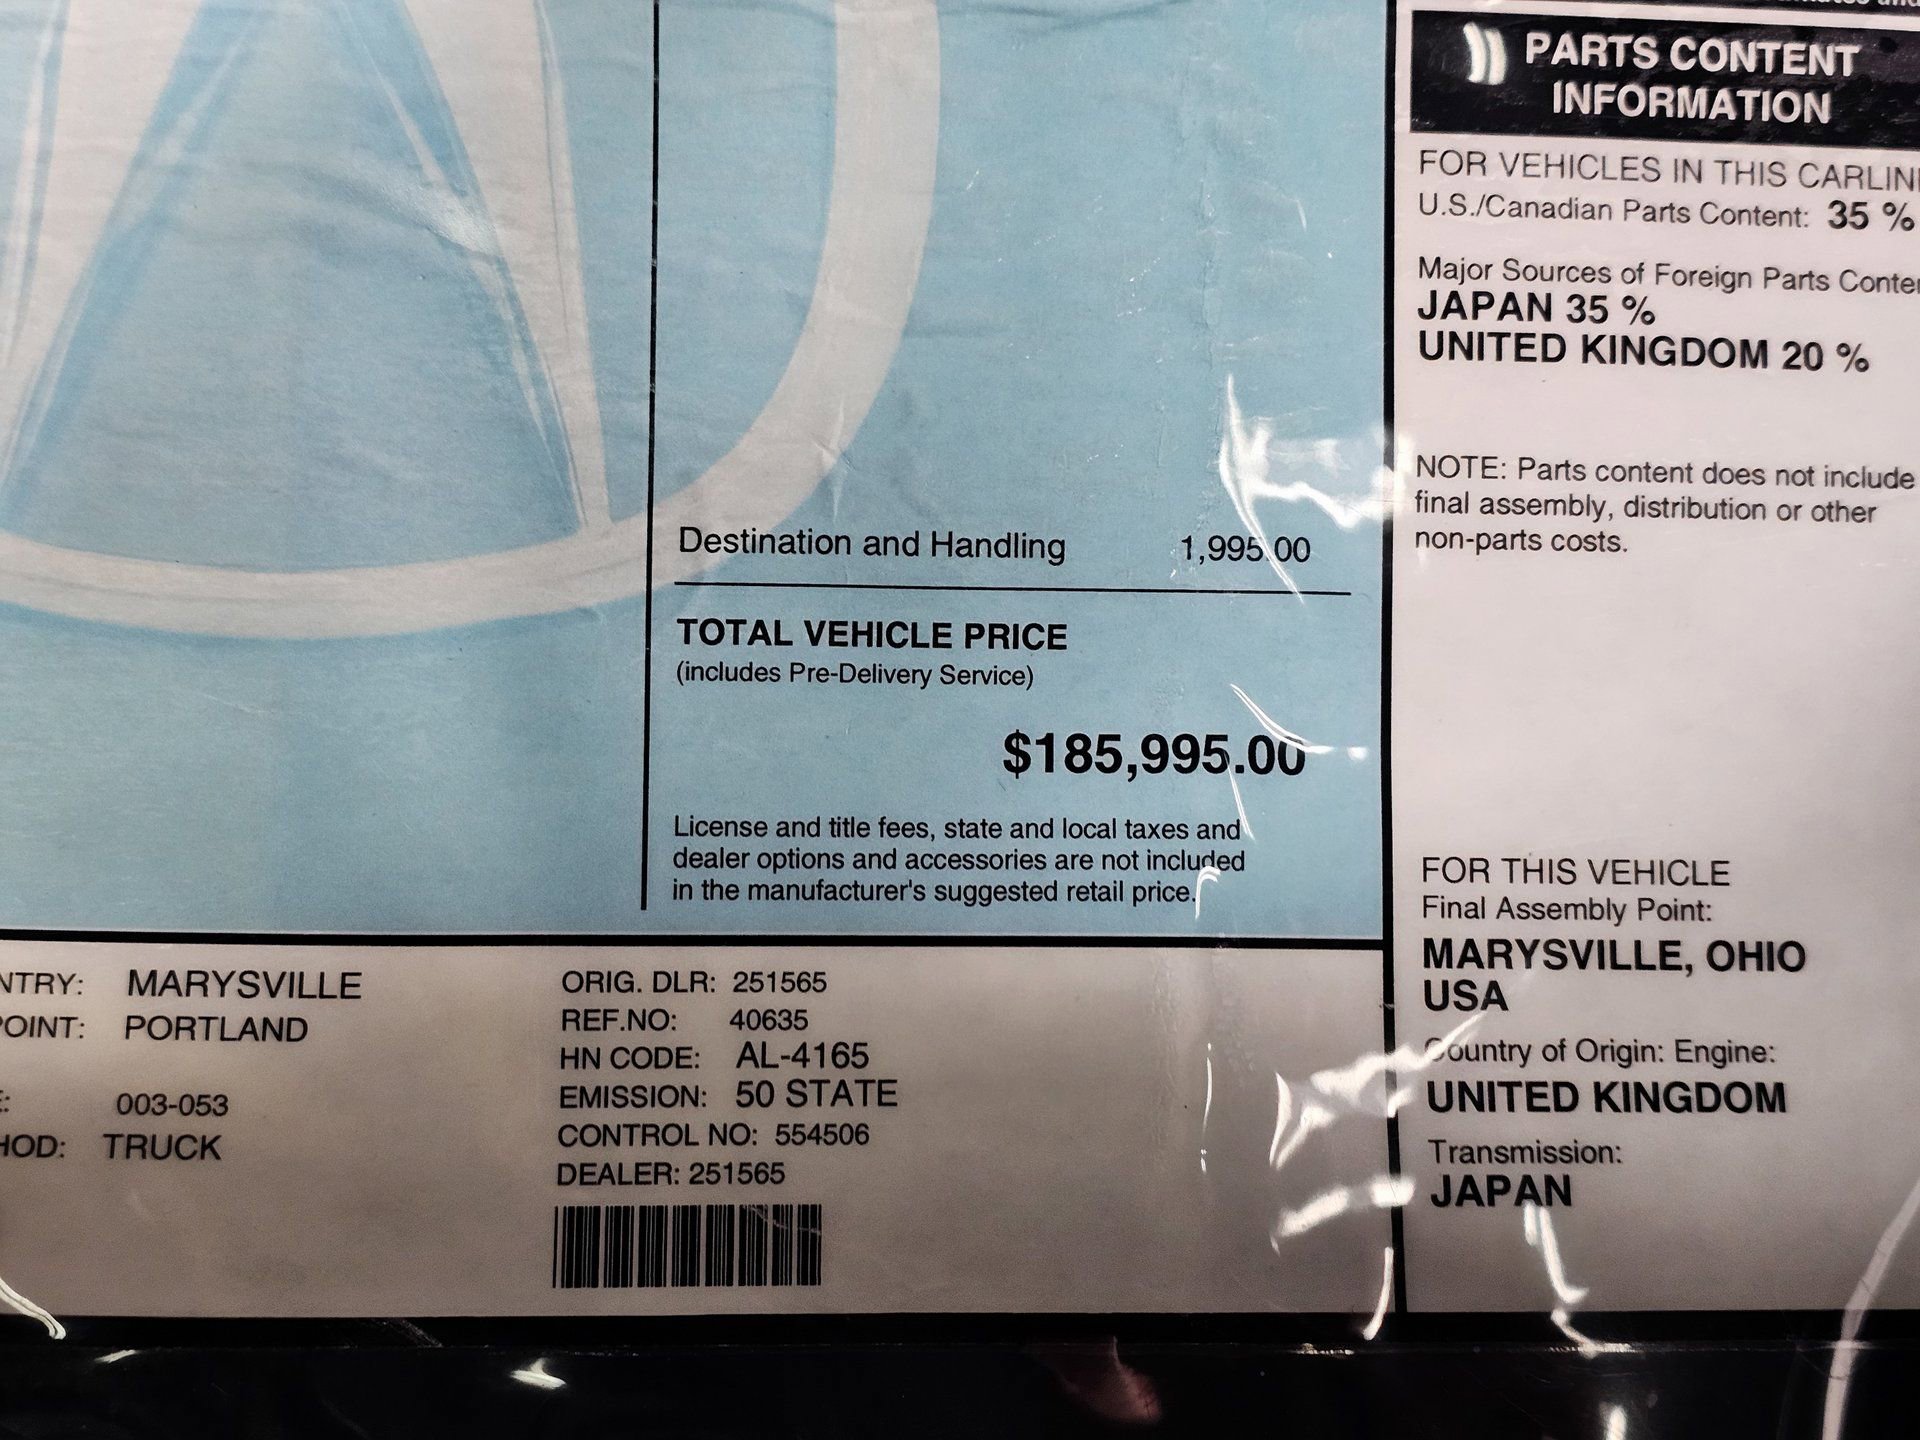 Destination and Handling 1,995.00
TOTAL VEHICLE PRICE
(includes Pre-Delivery Service)
$185,995.00
License and title fees, state and local taxes and
dealer options and accessories are not included
in the manufacturer's suggested retail price.
NTRY: MARYSVILLE
POINT: PORTLAND
E: 003-053
HOD: TRUCK
ORIG. DLR: 251565
REF.NO: 40635
HN CODE: AL-4165
EMISSION: 50 STATE
CONTROL NO: 554506
DEALER: 251565
PARTS CONTENT
INFORMATION
FOR VEHICLES IN THIS CARLINE
U.S./Canadian Parts Content: 35 %
Major Sources of Foreign Parts Conte
JAPAN 35 %
UNITED KINGDOM 20 %
NOTE: Parts content does not include
final assembly, distribution or other
non-parts costs.
FOR THIS VEHICLE
Final Assembly Point:
MARYSVILLE, OHIO
USA
Country of Origin: Engine:
UNITED KINGDOM
Transmission:
JAPAN